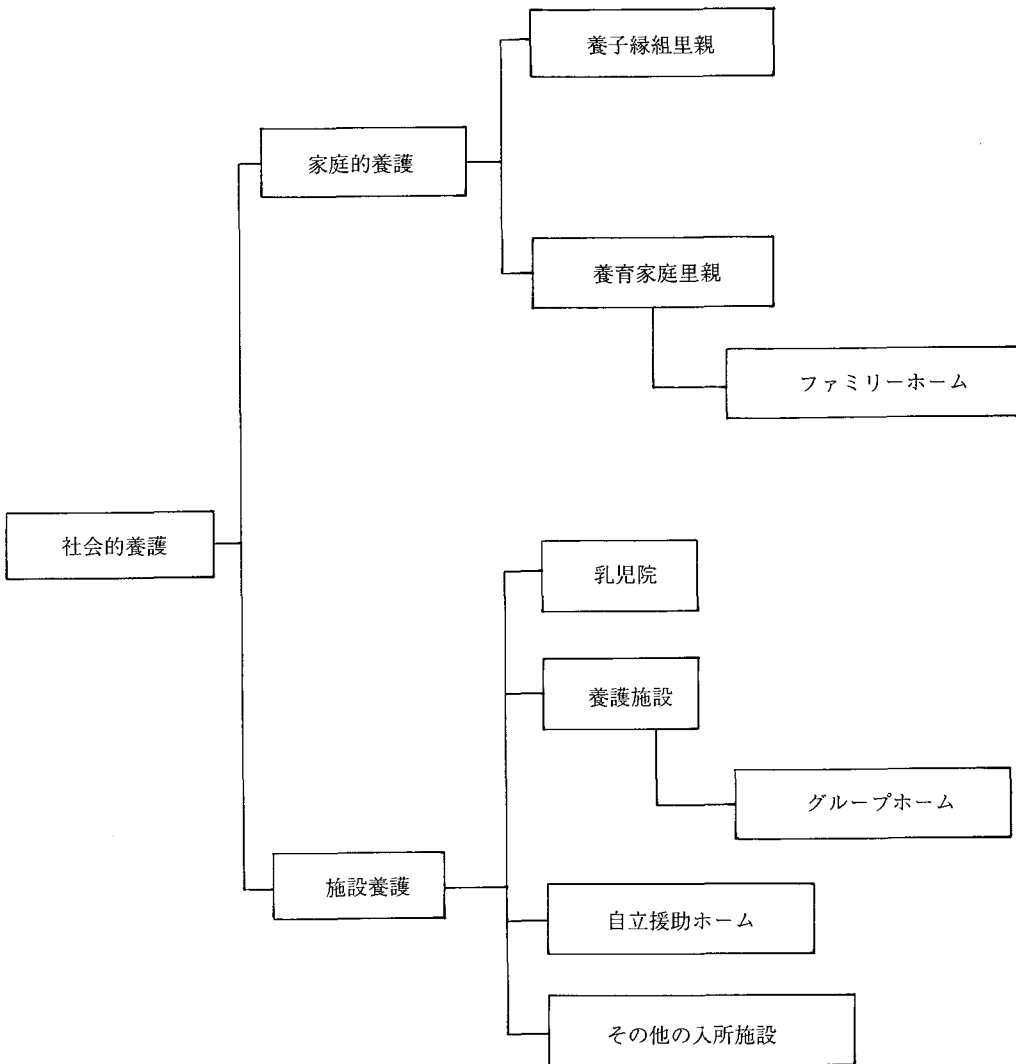 養子縁組里親
家庭的養護
養育家庭里親
ファミリーホーム
社会的養護
乳児院
養護施設
グループホーム
施設養護
自立援助ホーム
その他の入所施設